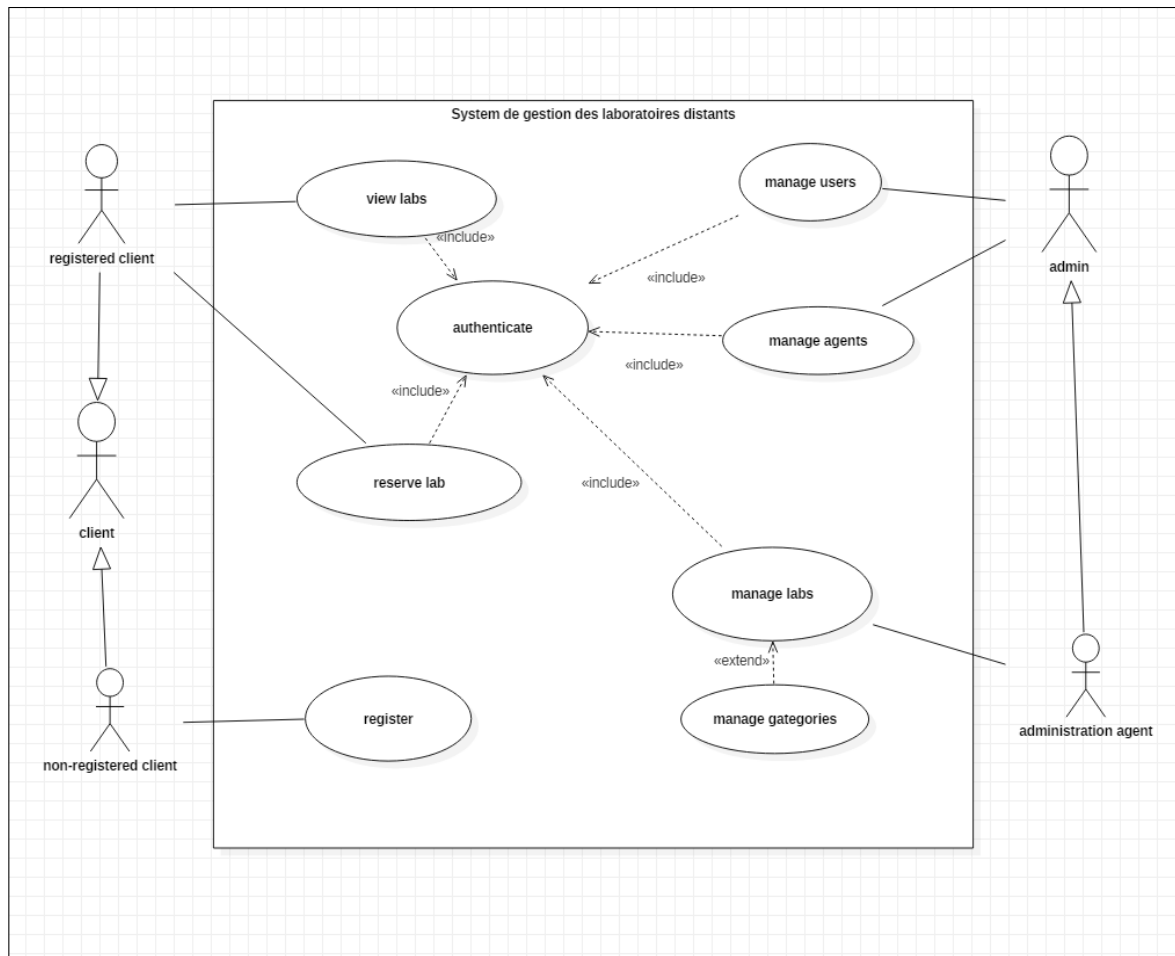 System de gestion des laboratoires distants
view labs
manage users
registered client
admin
«include»
«include»
authenticate
manage agents
«include»
«include»
reserve lab
«include»
client
manage labs
«extend»
register
manage gategories
non-registered client
administration agent